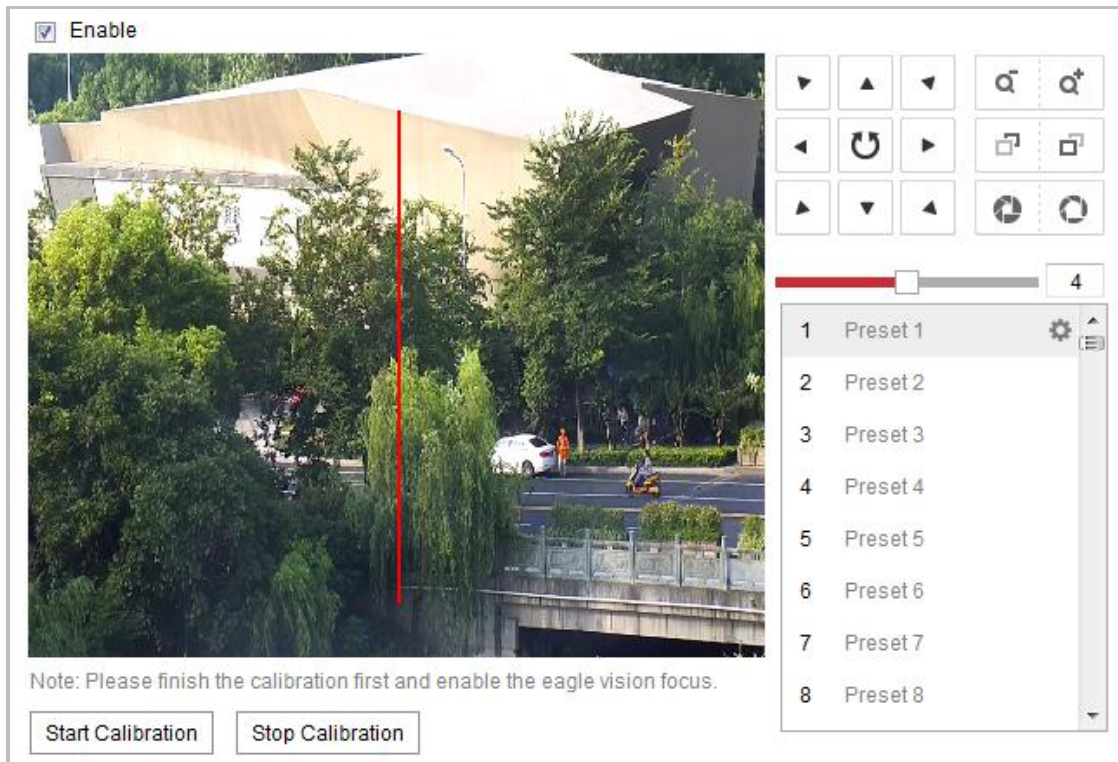 Enable
4
1 Preset 1
2 Preset 2
3 Preset 3
4 Preset 4
5 Preset 5
6 Preset 6
7 Preset 7
8 Preset 8
Note: Please finish the calibration first and enable the eagle vision focus.
Start Calibration Stop Calibration